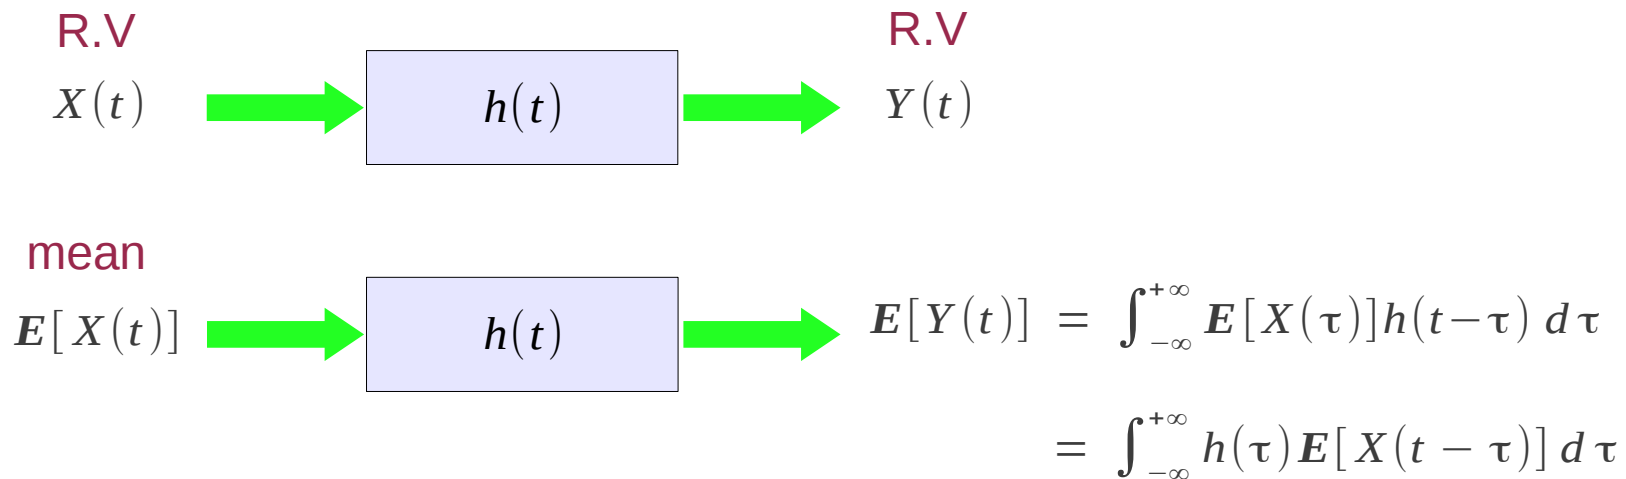 R.V R.V
X(t) h(t) Y(t)
mean
E[X(t)] h(t) E[Y(t)] = ∫_{-∞}^{+∞} E[X(τ)]h(t-τ) dτ
= ∫_{-∞}^{+∞} h(τ)E[X(t - τ)] dτ